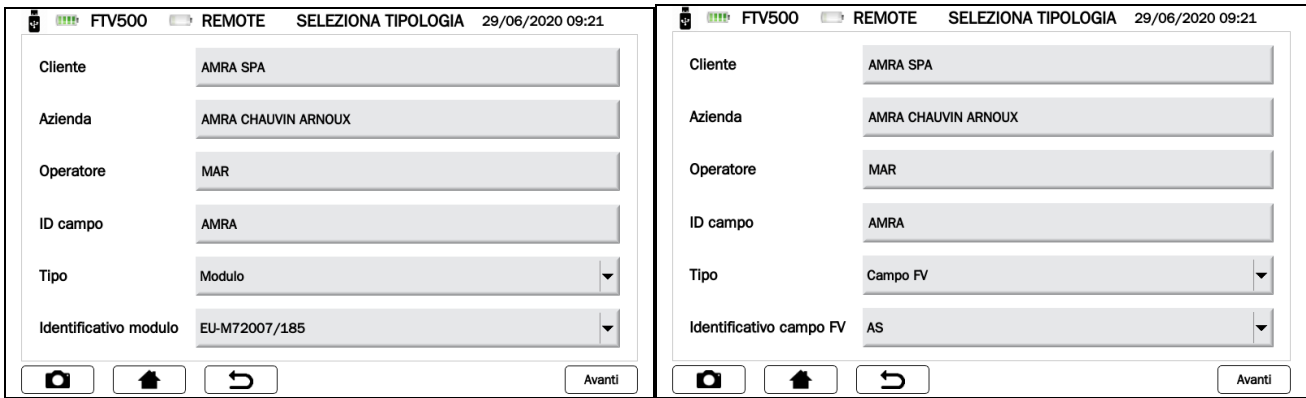 FTV500 REMOTE SELEZIONA TIPOLOGIA 29/06/2020 09:21
Cliente AMRA SPA
Azienda AMRA CHAUVIN ARNOUX
Operatore MAR
ID campo AMRA
Tipo Modulo
Identificativo modulo EU-M72007/185
Avanti
FTV500 REMOTE SELEZIONA TIPOLOGIA 29/06/2020 09:21
Cliente AMRA SPA
Azienda AMRA CHAUVIN ARNOUX
Operatore MAR
ID campo AMRA
Tipo Campo FV
Identificativo campo FV AS
Avanti